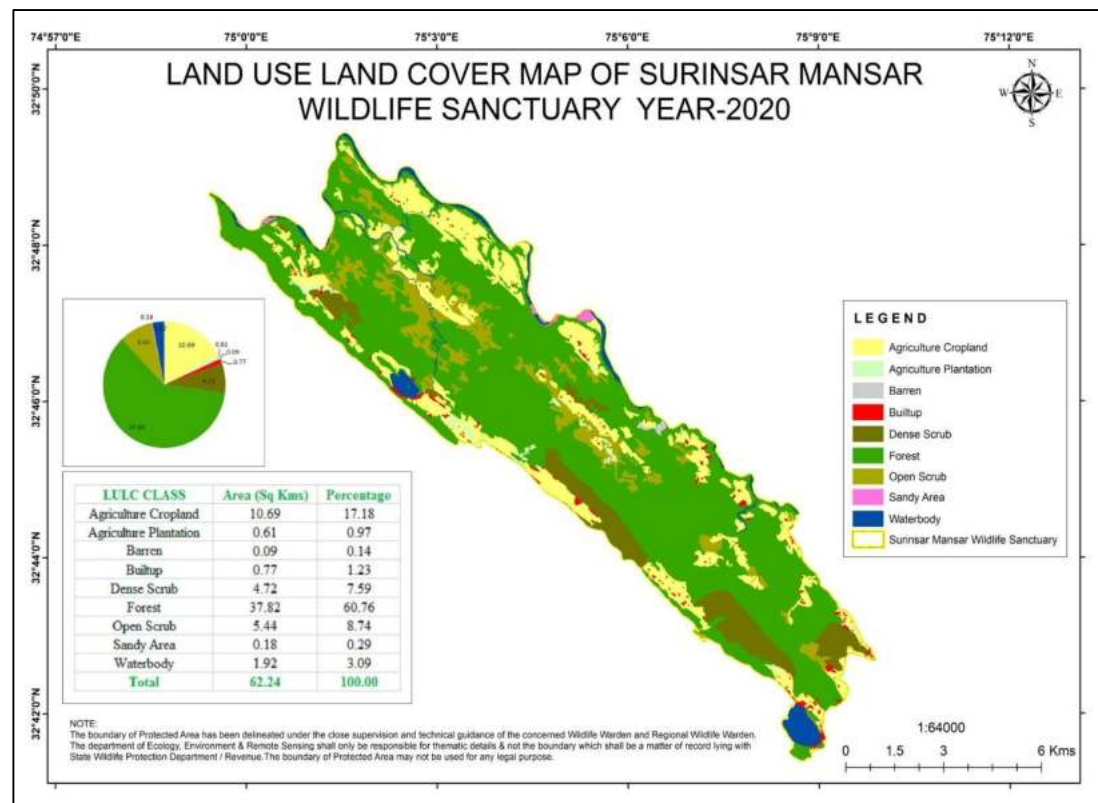 74°57'0"E 75°0'0"E 75°3'0"E 75°6'0"E 75°9'0"E 75°12'0"E
LAND USE LAND COVER MAP OF SURINSAR MANSAR
WILDLIFE SANCTUARY YEAR-2020
N
W E
S
32°50'0"N
32°48'0"N
32°46'0"N
32°44'0"N
32°42'0"N
0.18
10.69
0.09
0.77
LULC CLASS Area (Sq Kms) Percentage
Agriculture Cropland 10.69 17.18
Agriculture Plantation 0.61 0.97
Barren 0.09 0.14
Builtup 0.77 1.23
Dense Scrub 4.72 7.59
Forest 37.82 60.76
Open Scrub 5.44 8.74
Sandy Area 0.18 0.29
Waterbody 1.92 3.09
Total 62.24 100.00
LEGEND
Agriculture Cropland
Agriculture Plantation
Barren
Builtup
Dense Scrub
Forest
Open Scrub
Sandy Area
Waterbody
Surinsar Mansar Wildlife Sanctuary
NOTE:
The boundary of Protected Area has been delineated under the close supervision and technical guidance of the concerned Wildlife Warden and Regional Wildlife Warden.
The department of Ecology, Environment & Remote Sensing shall only be responsible for thematic details & not the boundary which shall be a matter of record lying with
State Wildlife Protection Department / Revenue.The boundary of Protected Area may not be used for any legal purpose.
1:64000
0 1.5 3 6 Kms